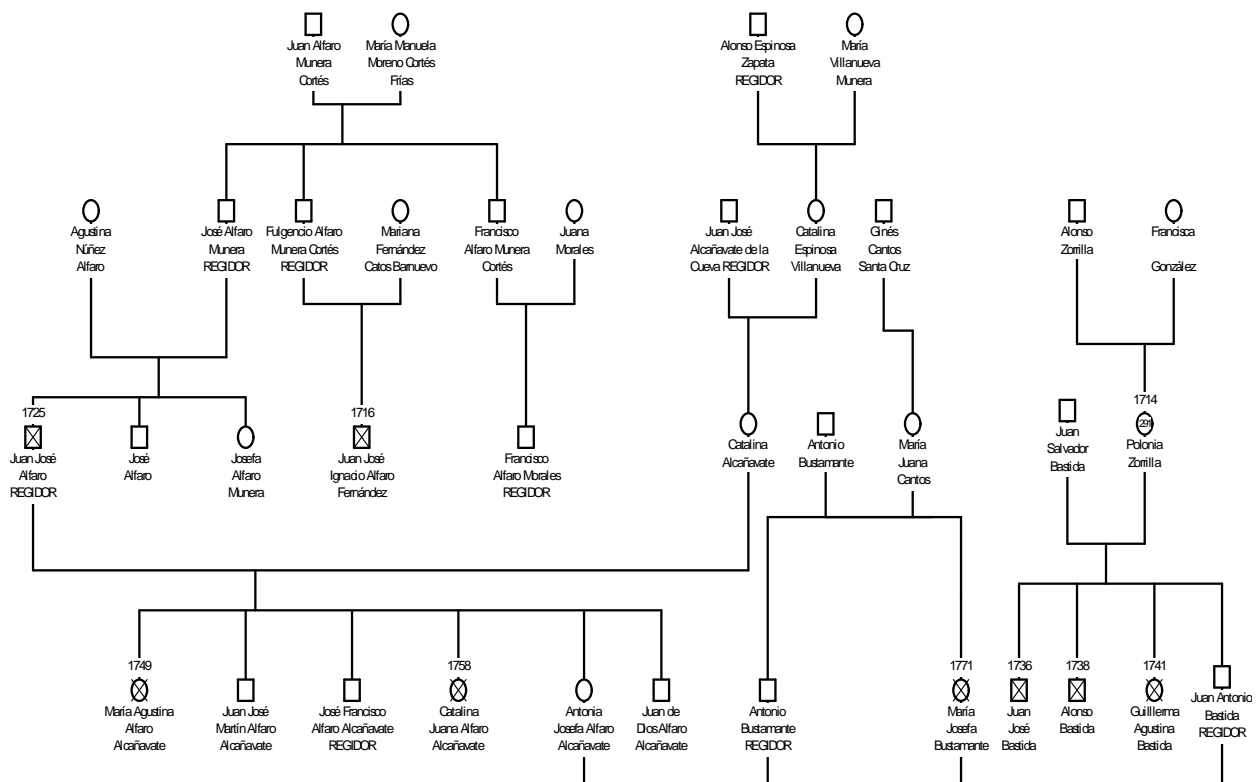 Juan Alfaro
Munera
Cortés
María Manuela
Moreno Cortés
Frías
Alonso Espinosa
Zapata
REGIDOR
María
Villanueva
Munera
Agustina
Núñez
Alfaro
José Alfaro
Munera
REGIDOR
Fulgencio Alfaro
Munera Cortés
REGIDOR
Mariana
Fernández
Catos Barnuevo
Francisco
Alfaro Munera
Cortés
Juana
Morales
Juan José
Alcañavate de la
Cueva REGIDOR
Catalina
Espinosa
Villanueva
Ginés
Cantos
Santa Cruz
Alonso
Zorrilla
Francisca
González
1725
Juan José
Alfaro
REGIDOR
José
Alfaro
Josefa
Alfaro
Munera
1716
Juan José
Ignacio Alfaro
Fernández
Francisco
Alfaro Morales
REGIDOR
Catalina
Alcañavate
Antonio
Bustamante
María
Juana
Cantos
Juan
Salvador
Bastida
1714
291
Polonia
Zorrilla
1749
María Agustina
Alfaro
Alcañavate
Juan José
Martín Alfaro
Alcañavate
José Francisco
Alfaro Alcañavate
REGIDOR
1758
Catalina
Juana Alfaro
Alcañavate
Antonia
Josefa Alfaro
Alcañavate
Juan de
Dios Alfaro
Alcañavate
Antonio
Bustamante
REGIDOR
1771
María
Josefa
Bustamante
1736
Juan
José
Bastida
1738
Alonso
Bastida
1741
Guilllerma
Agustina
Bastida
Juan Antonio
Bastida
REGIDOR